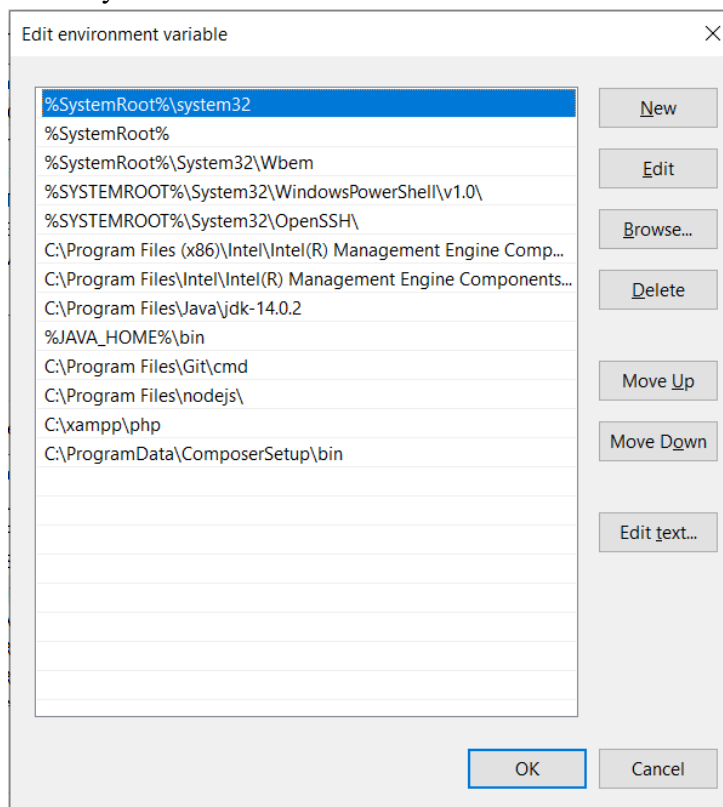 Edit environment variable
%SystemRoot%\system32
%SystemRoot%
%SystemRoot%\System32\Wbem
%SYSTEMROOT%\System32\WindowsPowerShell\v1.0\
%SYSTEMROOT%\System32\OpenSSH\
C:\Program Files (x86)\Intel\Intel(R) Management Engine Comp...
C:\Program Files\Intel\Intel(R) Management Engine Components...
C:\Program Files\Java\jdk-14.0.2
%JAVA_HOME%\bin
C:\Program Files\Git\cmd
C:\Program Files\nodejs\
C:\xampp\php
C:\ProgramData\ComposerSetup\bin
New
Edit
Browse...
Delete
Move Up
Move Down
Edit text...
OK
Cancel